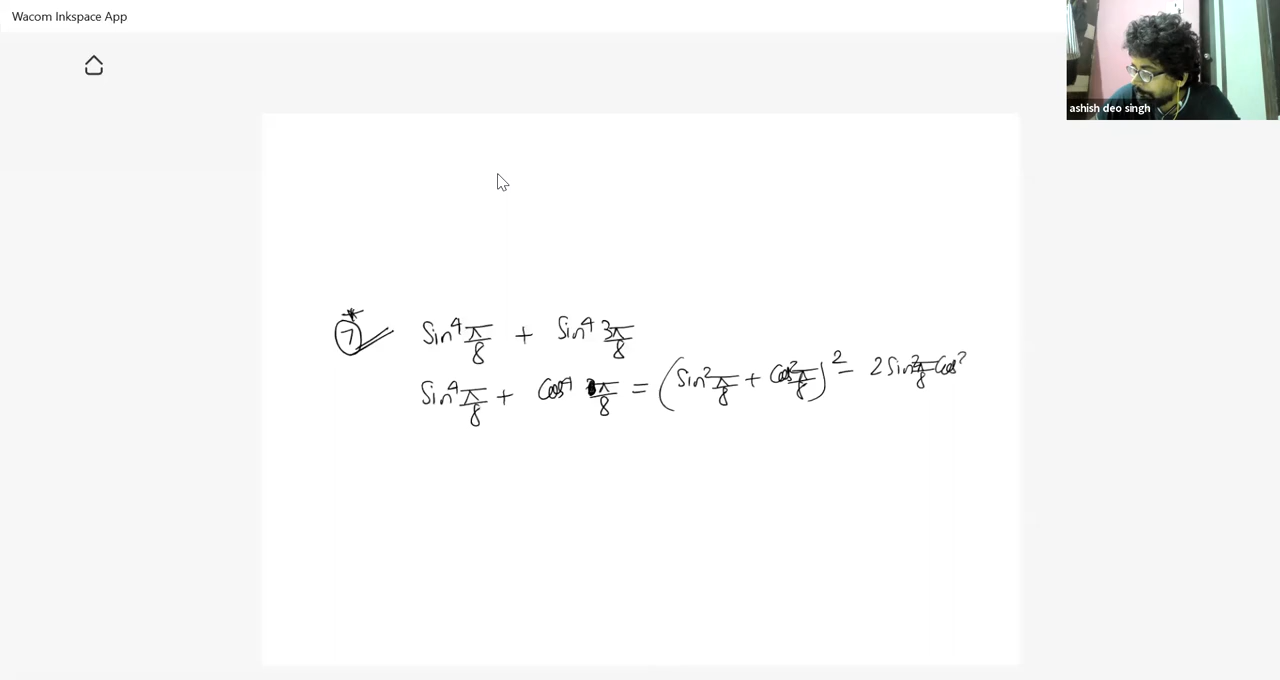 Wacom Inkspace App
ashish deo singh
7 * sin⁴ π/8 + sin⁴ 3π/8
sin⁴ π/8 + cos⁴ π/8 = (sin² π/8 + cos² π/8)² - 2 sin² π/8 cos²